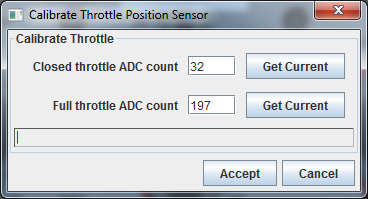 Calibrate Throttle Position Sensor
Calibrate Throttle
Closed throttle ADC count 32 Get Current
Full throttle ADC count 197 Get Current
Accept Cancel